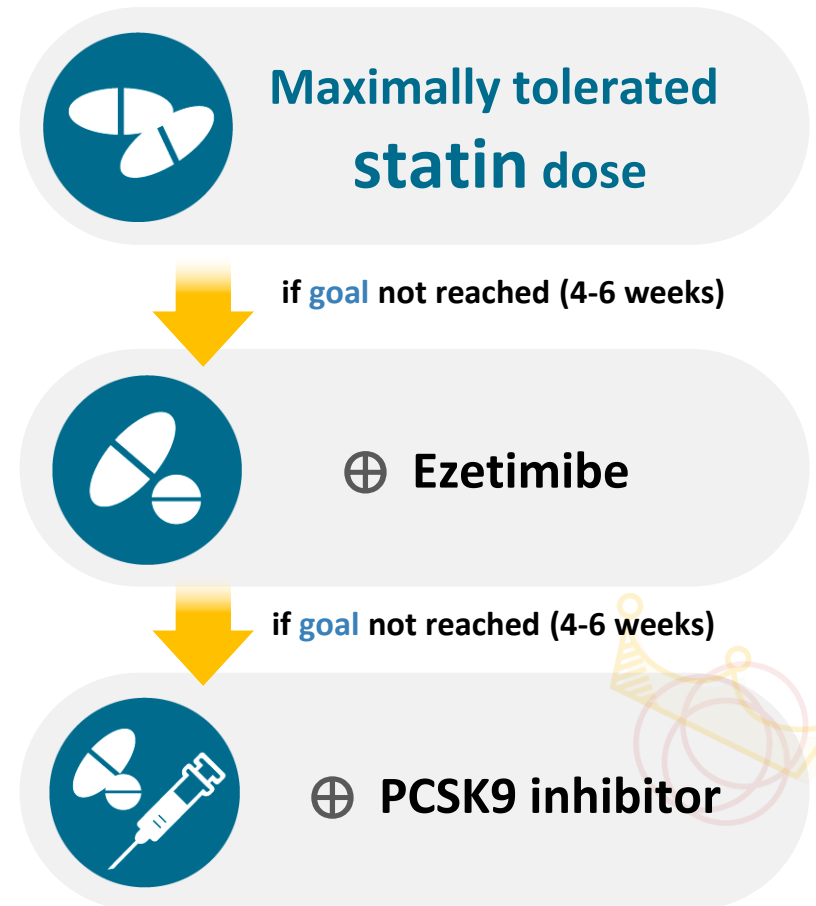 Maximally tolerated
statin dose
if goal not reached (4-6 weeks)
⊕ Ezetimibe
if goal not reached (4-6 weeks)
⊕ PCSK9 inhibitor